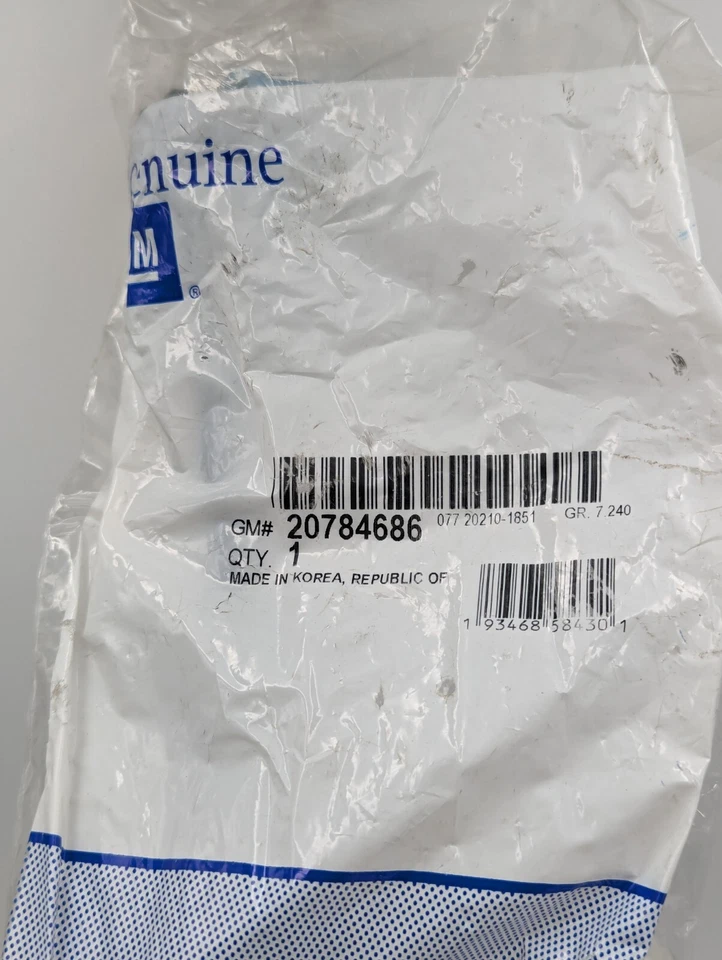 enuine
M
®
GM# 20784686 077 20210-1851 GR. 7.240
QTY. 1
MADE IN KOREA, REPUBLIC OF
1 93468 58430 1